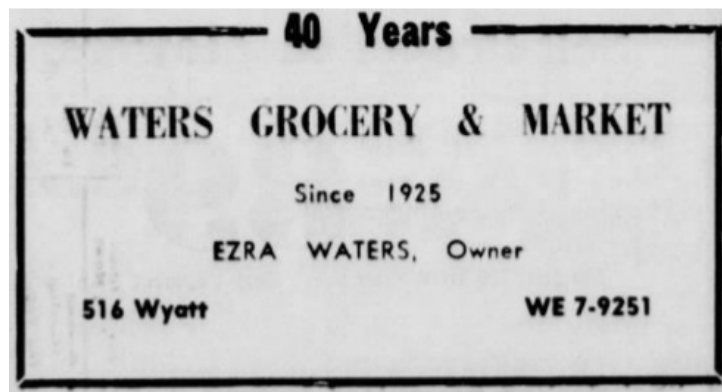 40 Years
WATERS GROCERY & MARKET
Since 1925
EZRA WATERS, Owner
516 Wyatt WE 7-9251